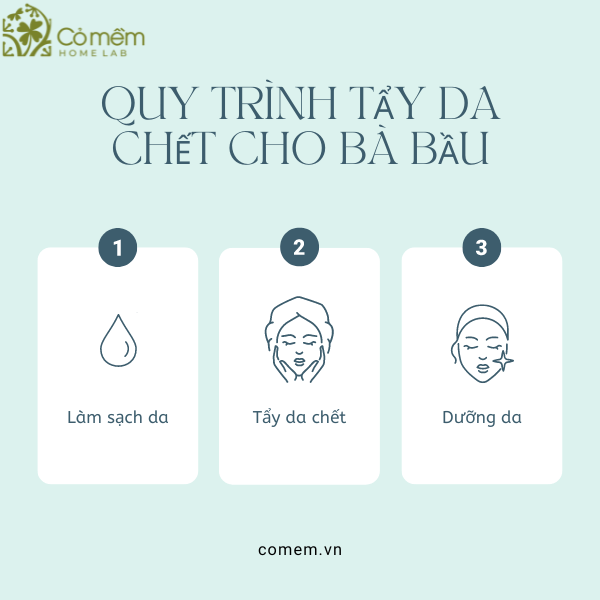 Cỏ mềm
HOME LAB
QUY TRÌNH TẨY DA
CHẾT CHO BÀ BẦU
1
2
3
Làm sạch da
Tẩy da chết
Dưỡng da
comem.vn